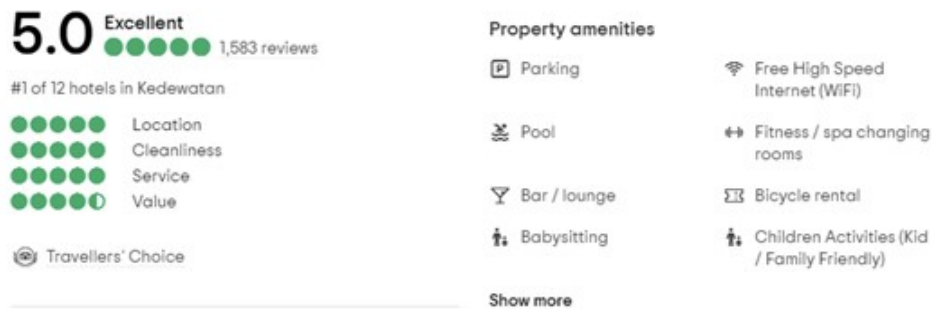 5.0 Excellent
1,583 reviews
#1 of 12 hotels in Kedewatan
Location
Cleanliness
Service
Value
Travellers' Choice
Property amenities
Parking
Free High Speed
Internet (WiFi)
Pool
Fitness / spa changing
rooms
Bar / lounge
Bicycle rental
Babysitting
Children Activities (Kid
/ Family Friendly)
Show more